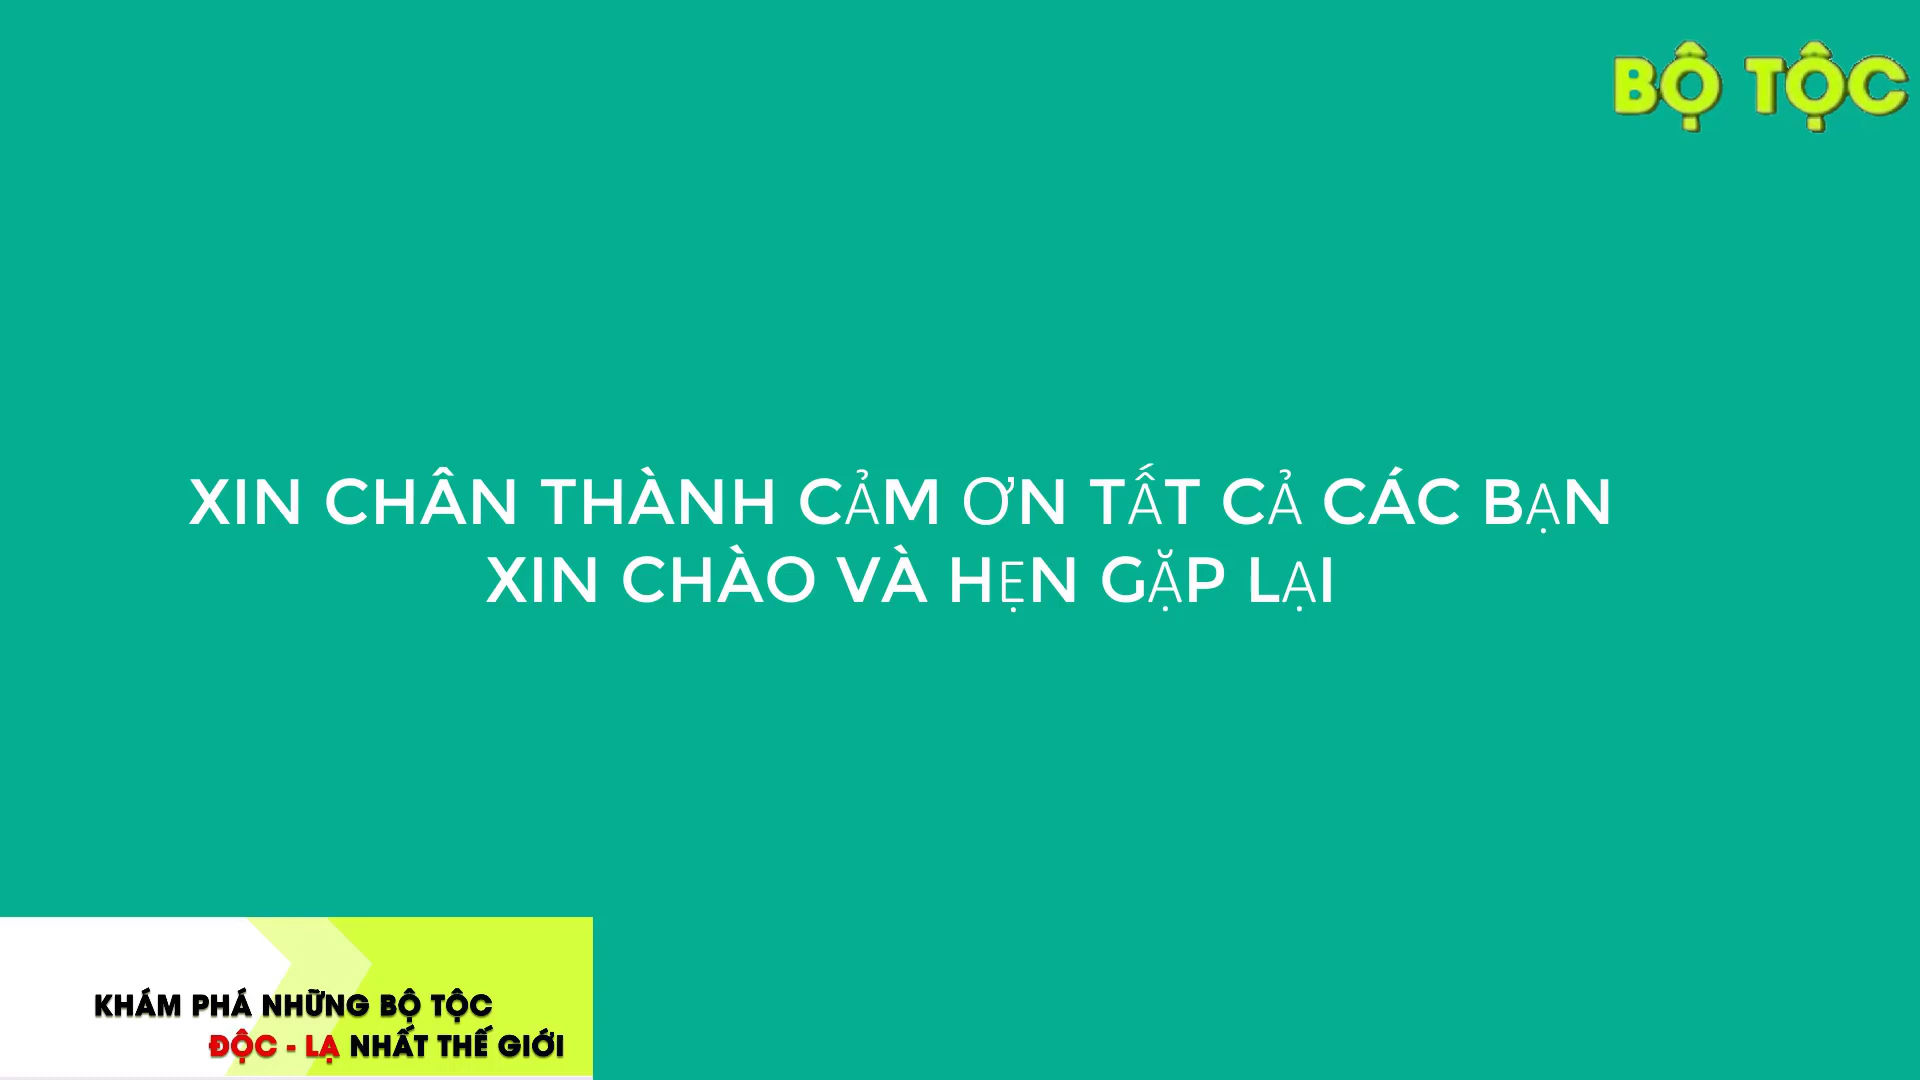 BỘ TỘC
XIN CHÂN THÀNH CẢM ƠN TẤT CẢ CÁC BẠN
XIN CHÀO VÀ HẸN GẶP LẠI
KHÁM PHÁ NHỮNG BỘ TỘC
ĐỘC - LẠ NHẤT THẾ GIỚI